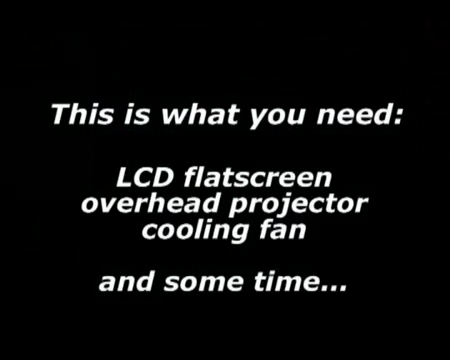 This is what you need:
LCD flatscreen
overhead projector
cooling fan
and some time...